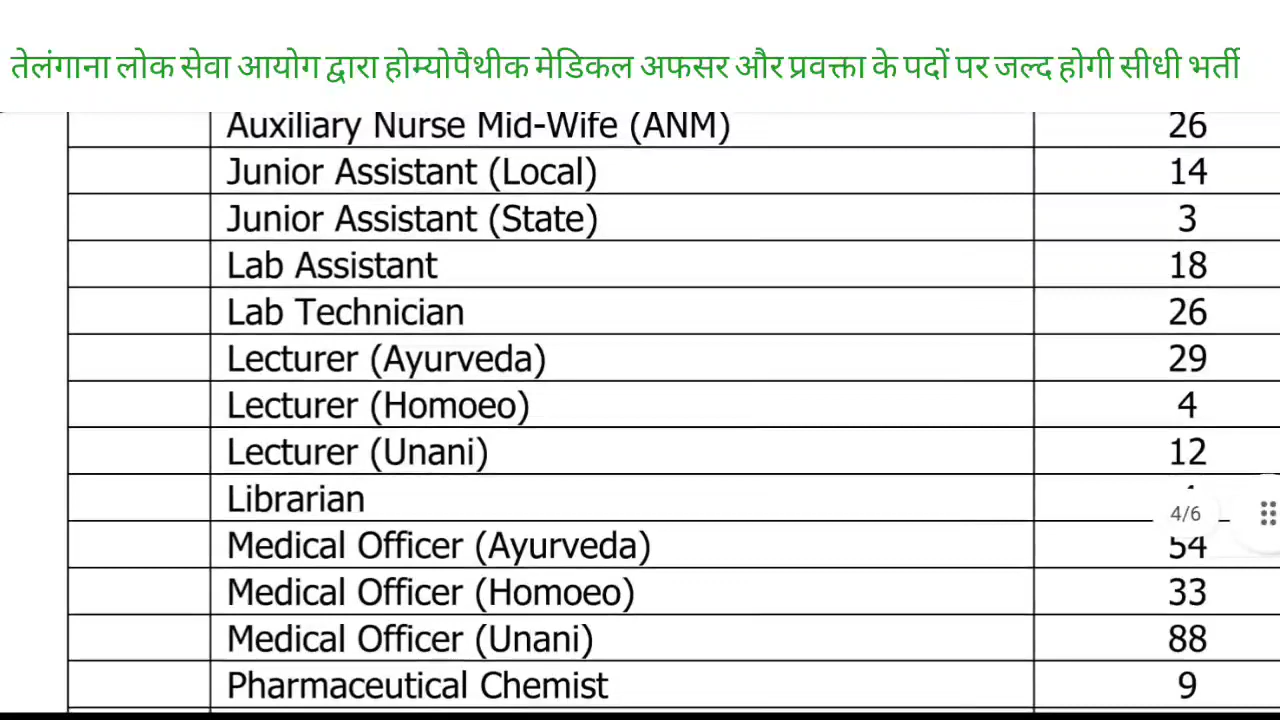 तेलंगाना लोक सेवा आयोग द्वारा होम्योपैथीक मेडिकल अफसर और प्रवक्ता के पदों पर जल्द होगी सीधी भर्ती
Auxiliary Nurse Mid-Wife (ANM) 26
Junior Assistant (Local) 14
Junior Assistant (State) 3
Lab Assistant 18
Lab Technician 26
Lecturer (Ayurveda) 29
Lecturer (Homoeo) 4
Lecturer (Unani) 12
Librarian
4/6
Medical Officer (Ayurveda) 54
Medical Officer (Homoeo) 33
Medical Officer (Unani) 88
Pharmaceutical Chemist 9